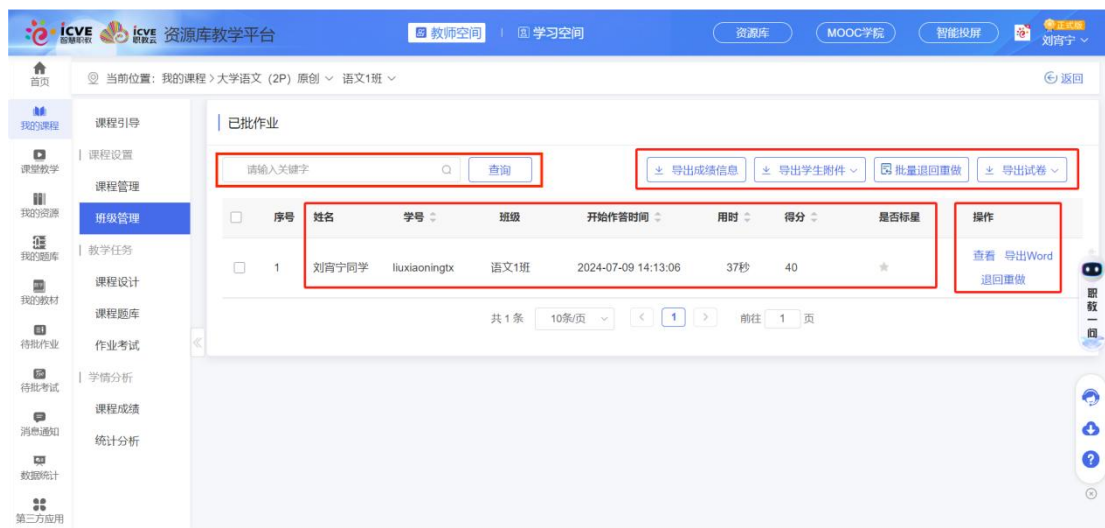 icve 智慧职教 icve 职教云 资源库教学平台 教师空间 学习空间 资源库 MOOC学院 智能投屏 正式版 刘宵宁
首页 当前位置：我的课程 > 大学语文（2P）原创 语文1班 返回
我的课程 课程引导 已批作业
课堂教学 课程设置
课程管理 请输入关键字 查询 导出成绩信息 导出学生附件 批量退回重做 导出试卷
我的资源 班级管理 序号 姓名 学号 班级 开始作答时间 用时 得分 是否标星 操作
我的题库 教学任务
课程设计 1 刘宵宁同学 liuxiaoningtx 语文1班 2024-07-09 14:13:06 37秒 40 查看 导出Word
退回重做
我的教材 课程题库 共1条 10条/页 < 1 > 前往 1 页
职教一问
待批作业 作业考试
待批考试 学情分析
课程成绩
消息通知 统计分析
数据统计
第三方应用